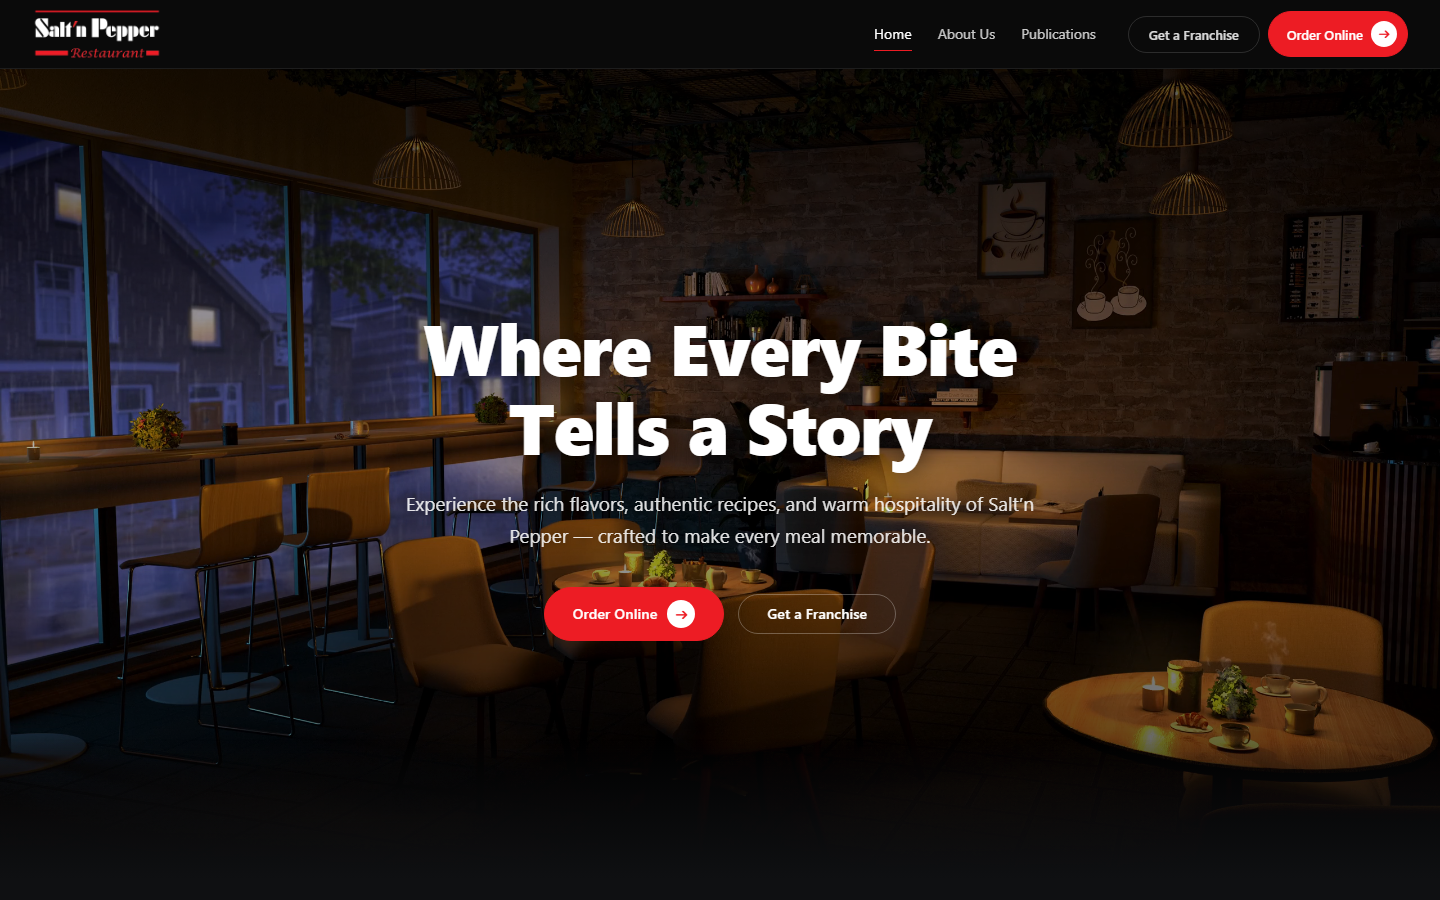 Salt'n Pepper
Restaurant
Home
About Us
Publications
Get a Franchise
Order Online
Coffee
Where Every Bite
Tells a Story
Experience the rich flavors, authentic recipes, and warm hospitality of Salt'n
Pepper — crafted to make every meal memorable.
Order Online
Get a Franchise